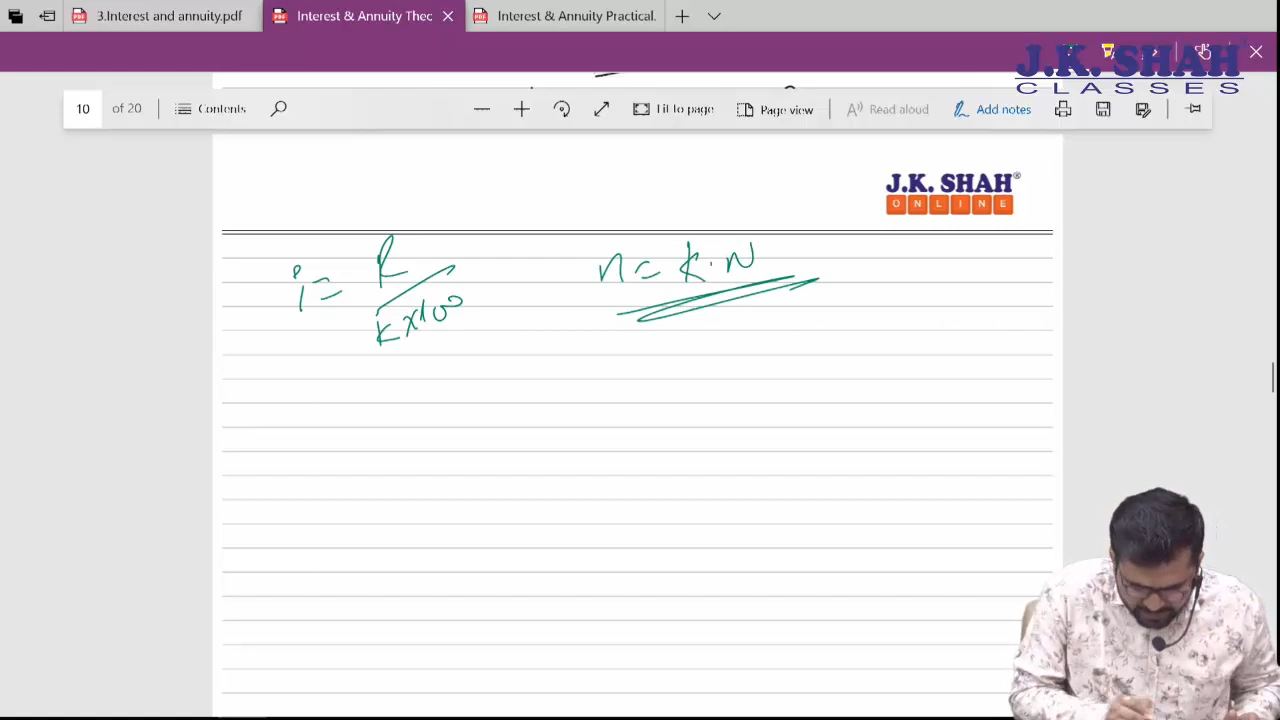 3.Interest and annuity.pdf
Interest & Annuity Theo
Interest & Annuity Practical.
J.K. SHAH
CLASSES
10 of 20
Contents
Fit to page
Page view
Read aloud
Add notes
J.K. SHAH®
ONLINE
i = R / K×100
n = K·N